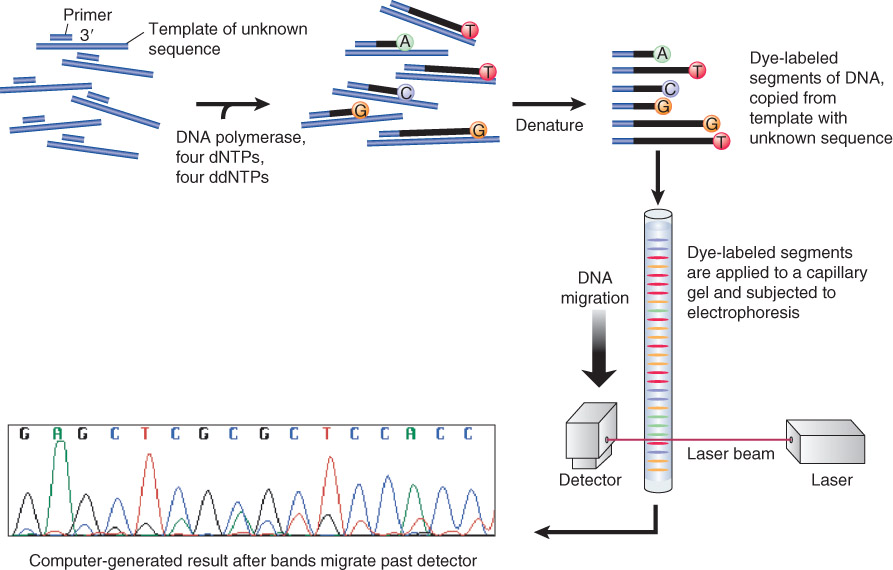 Primer
3′
Template of unknown
sequence
DNA polymerase,
four dNTPs,
four ddNTPs
T
A
T
C
G
G
Denature
A
T
C
G
G
T
Dye-labeled
segments of DNA,
copied from
template with
unknown sequence
Dye-labeled segments
are applied to a capillary
gel and subjected to
electrophoresis
DNA
migration
Detector
Laser beam
Laser
G A G C T C G C G C T C C A C C
Computer-generated result after bands migrate past detector